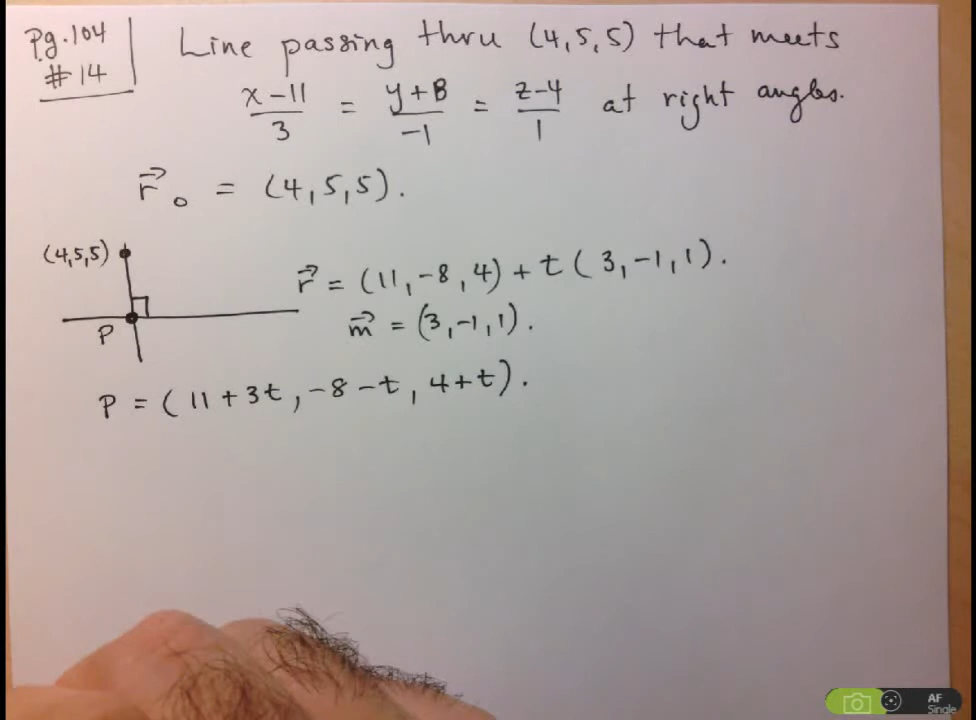 Pg.104
#14
Line passing thru (4,5,5) that meets
x-11/3 = y+8/-1 = z-4/1 at right angles.
r⃗₀ = (4,5,5).
(4,5,5)
P
r⃗ = (11,-8,4)+t(3,-1,1).
m⃗ = (3,-1,1).
P = (11+3t,-8-t,4+t).
AF
Single